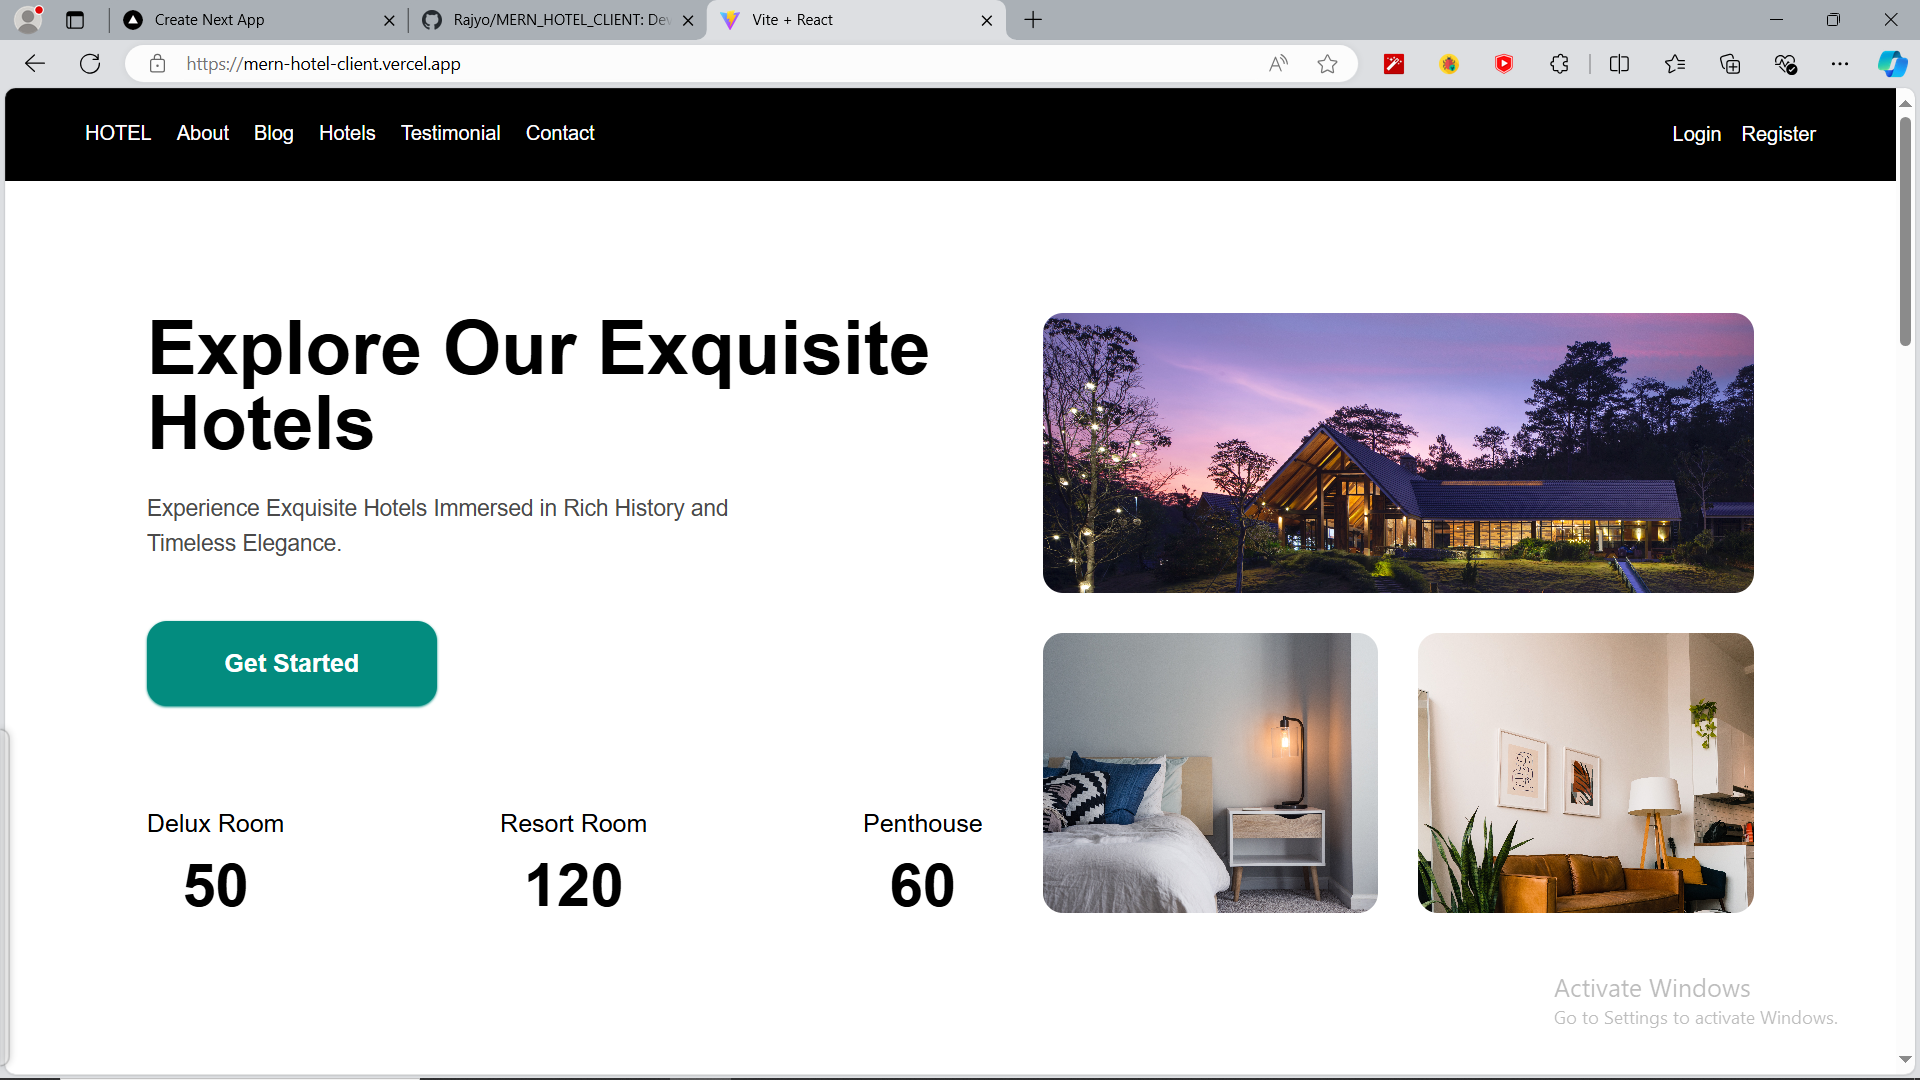 Create Next App
Rajyo/MERN_HOTEL_CLIENT: De
Vite + React
https://mern-hotel-client.vercel.app
HOTEL About Blog Hotels Testimonial Contact
Login Register
Explore Our Exquisite
Hotels
Experience Exquisite Hotels Immersed in Rich History and
Timeless Elegance.
Get Started
Delux Room Resort Room Penthouse
50 120 60
Activate Windows
Go to Settings to activate Windows.